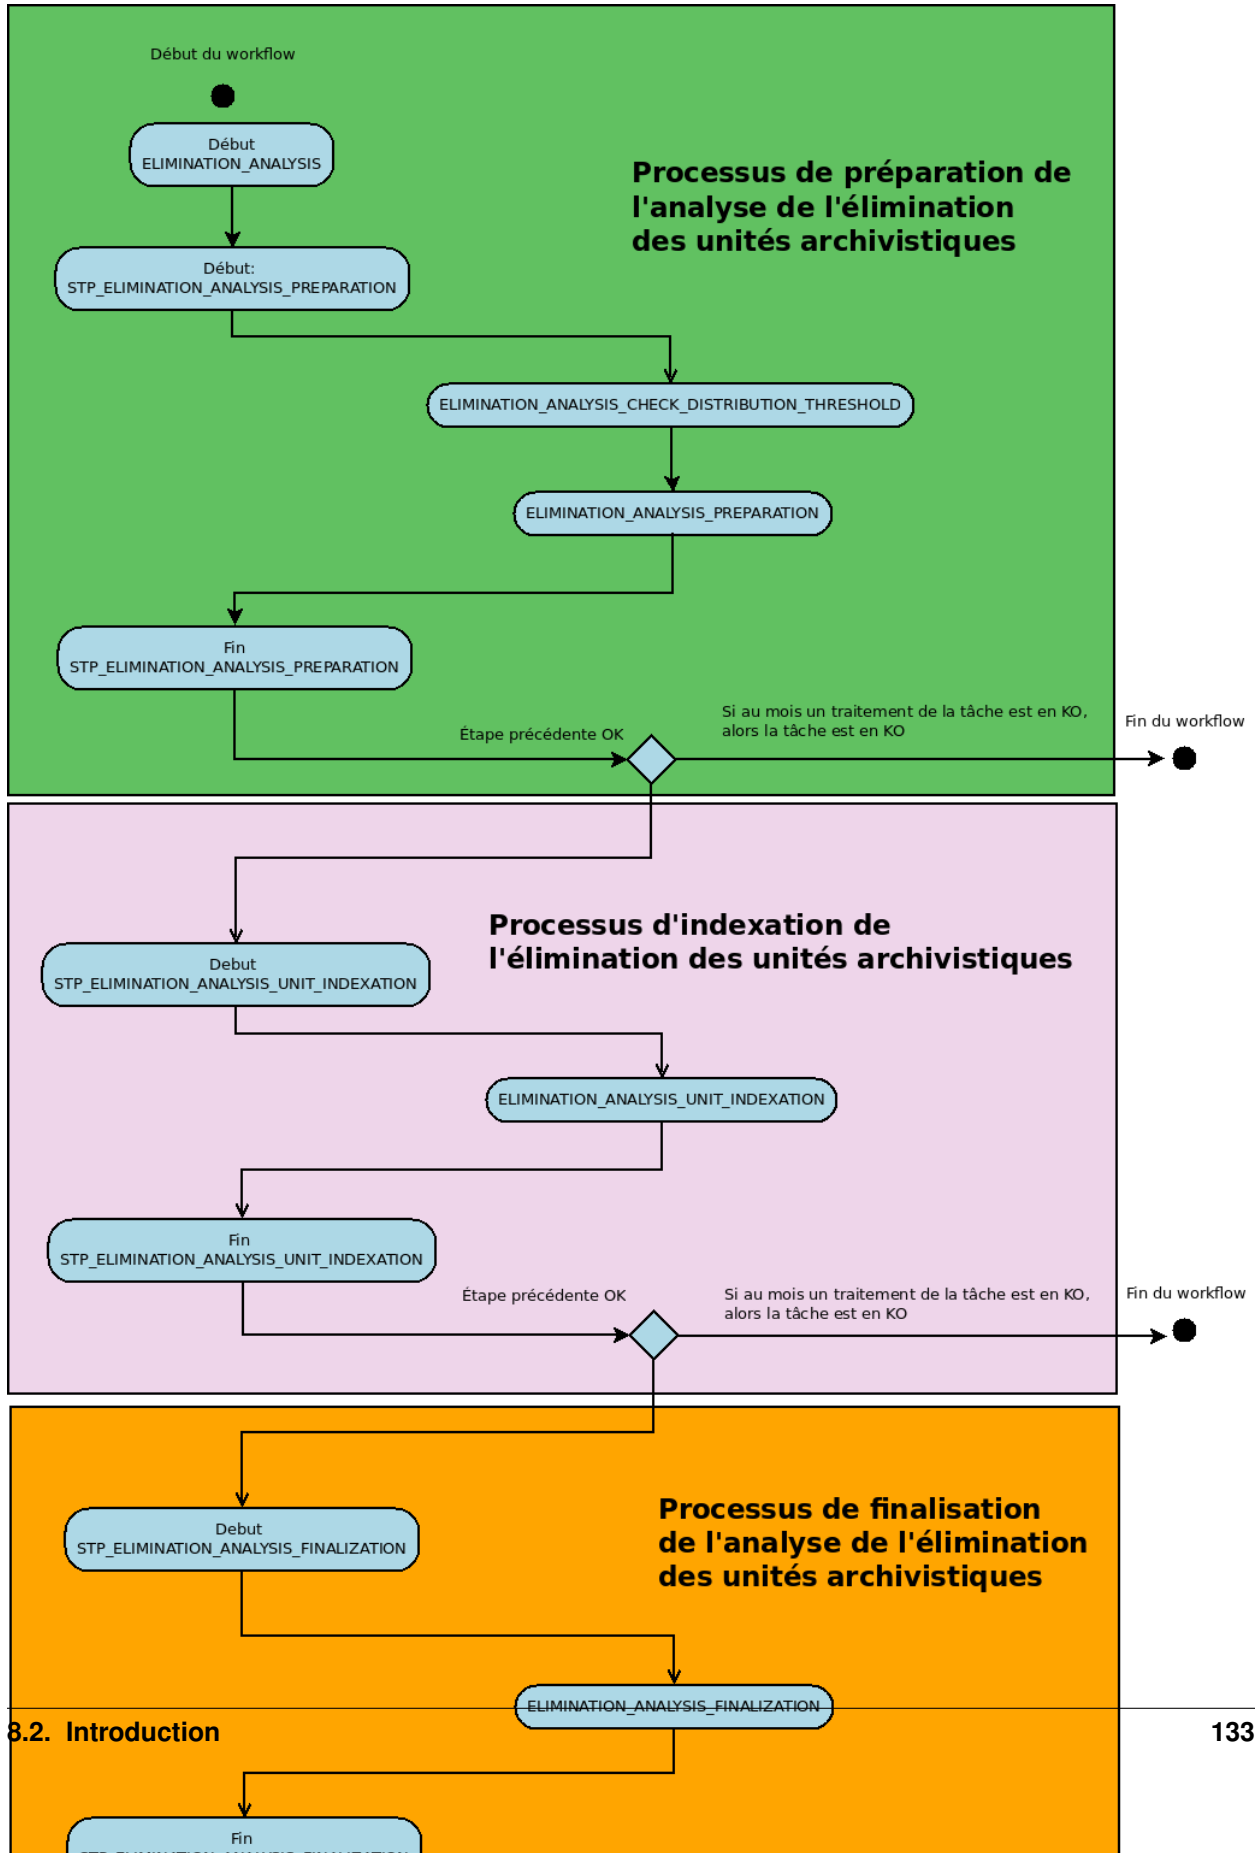 Début du workflow
Début
ELIMINATION_ANALYSIS
Processus de préparation de
l'analyse de l'élimination
des unités archivistiques
Début:
STP_ELIMINATION_ANALYSIS_PREPARATION
ELIMINATION_ANALYSIS_CHECK_DISTRIBUTION_THRESHOLD
ELIMINATION_ANALYSIS_PREPARATION
Fin
STP_ELIMINATION_ANALYSIS_PREPARATION
Étape précédente OK
Si au mois un traitement de la tâche est en KO,
alors la tâche est en KO
Fin du workflow
Processus d'indexation de
l'élimination des unités archivistiques
Debut
STP_ELIMINATION_ANALYSIS_UNIT_INDEXATION
ELIMINATION_ANALYSIS_UNIT_INDEXATION
Fin
STP_ELIMINATION_ANALYSIS_UNIT_INDEXATION
Étape précédente OK
Si au mois un traitement de la tâche est en KO,
alors la tâche est en KO
Fin du workflow
Processus de finalisation
de l'analyse de l'élimination
des unités archivistiques
Debut
STP_ELIMINATION_ANALYSIS_FINALIZATION
ELIMINATION_ANALYSIS_FINALIZATION
8.2. Introduction
133
Fin